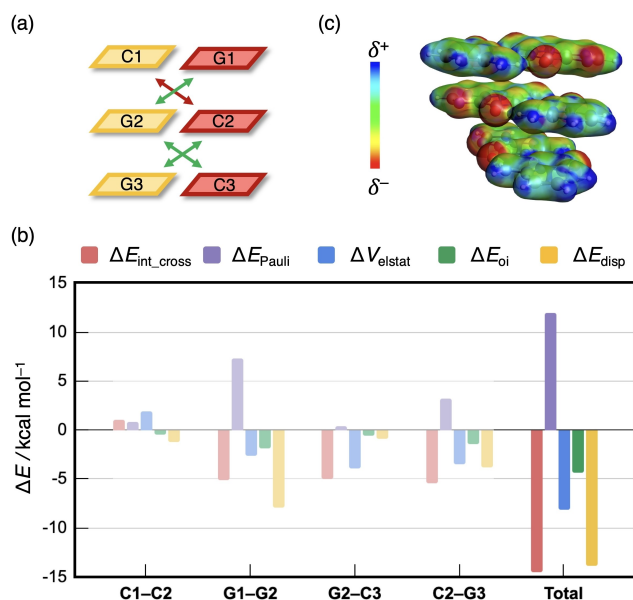 (a)
C1 G1
G2 C2
G3 C3
(c)
δ+
δ−
(b)
ΔEint_cross ΔEPauli ΔVelstat ΔEoi ΔEdisp
ΔE / kcal mol−1
15
10
5
0
-5
-10
-15
C1–C2 G1–G2 G2–C3 C2–G3 Total